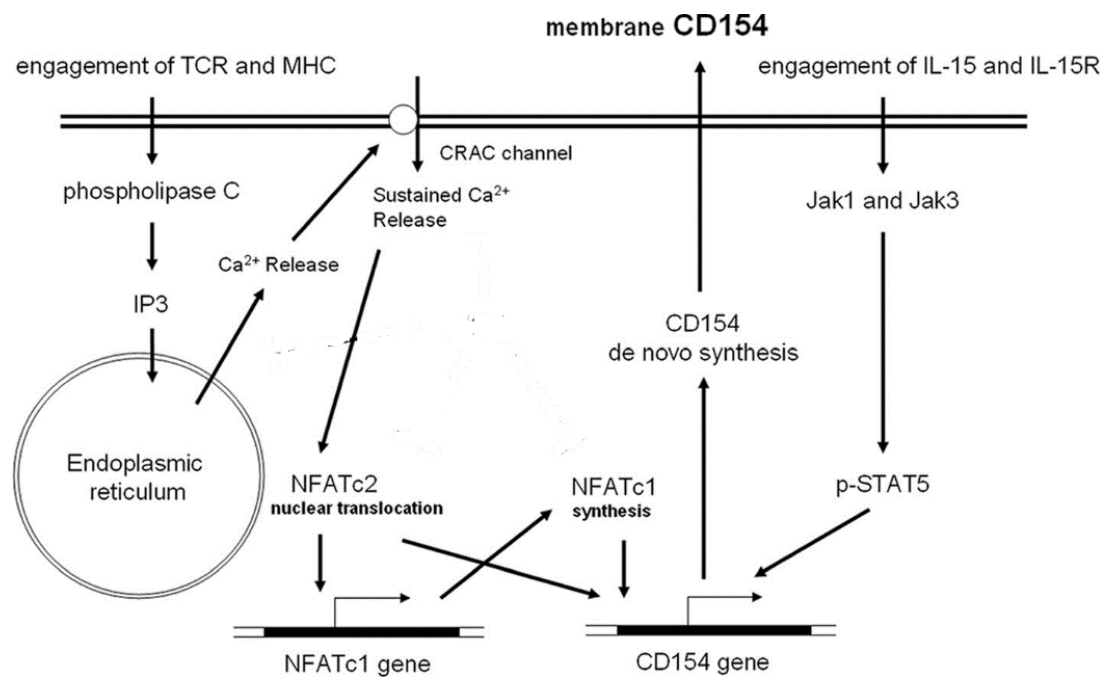 membrane CD154
engagement of TCR and MHC
engagement of IL-15 and IL-15R
CRAC channel
phospholipase C
Sustained Ca²⁺
Release
Jak1 and Jak3
Ca²⁺ Release
IP3
CD154
de novo synthesis
Endoplasmic
reticulum
NFATc2
nuclear translocation
NFATc1
synthesis
p-STAT5
NFATc1 gene
CD154 gene